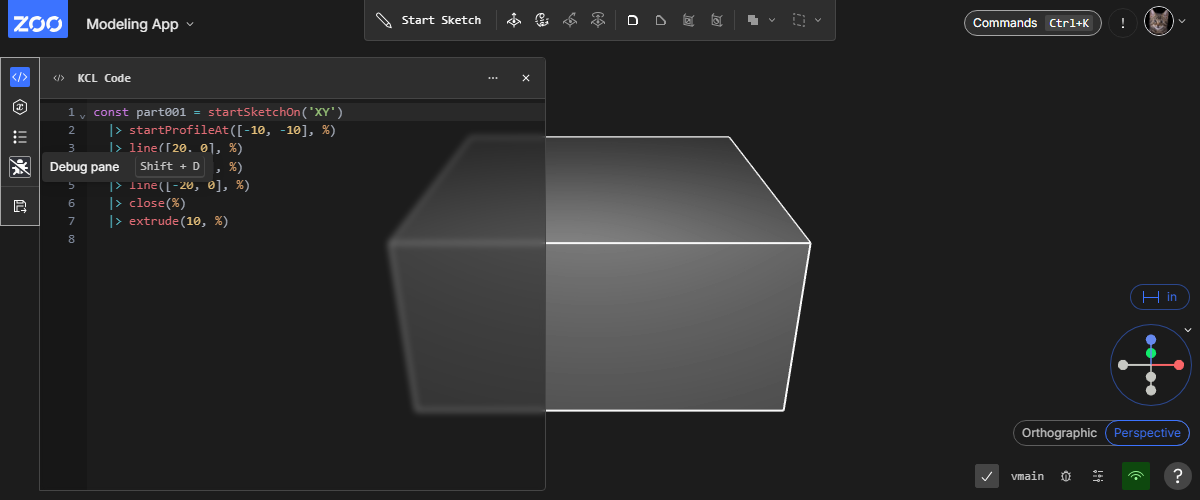 ZOO
Modeling App
Start Sketch
Commands Ctrl+K
!
</> KCL Code
1 const part001 = startSketchOn('XY')
2 |> startProfileAt([-10, -10], %)
3 |> line([20, 0], %)
Debug pane Shift + D
, %)
5 |> line([-20, 0], %)
6 |> close(%)
7 |> extrude(10, %)
8
in
Orthographic Perspective
vmain
?